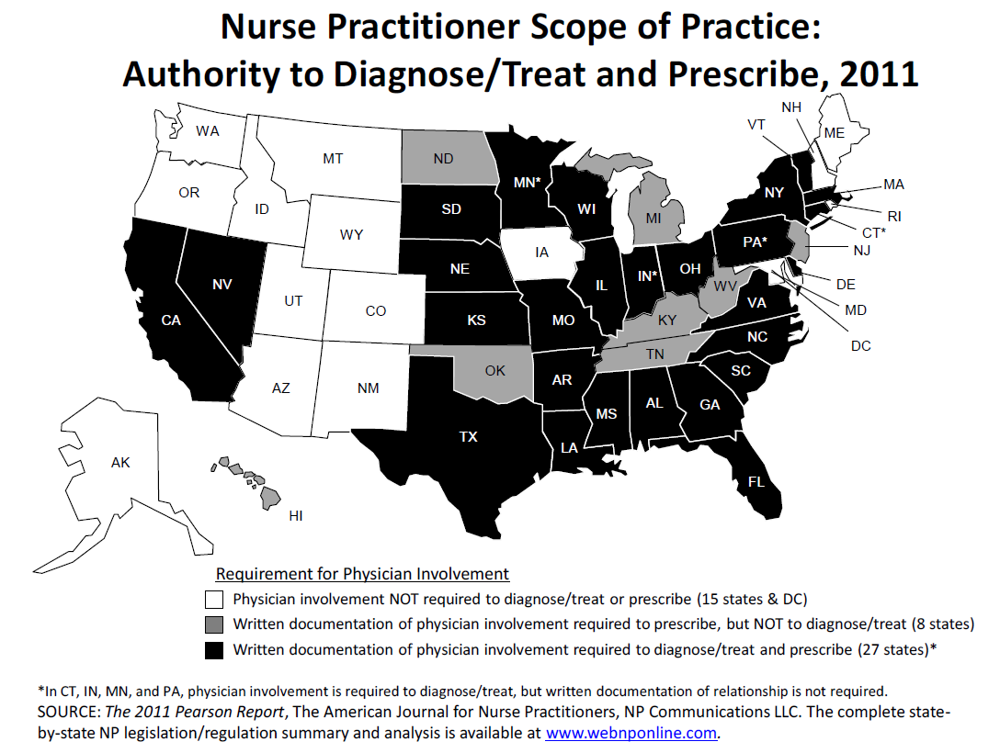 Nurse Practitioner Scope of Practice:
Authority to Diagnose/Treat and Prescribe, 2011
NH
VT
ME
WA
MT
ND
MN*
OR
ID
WY
SD
WI
MI
NY
MA
RI
CT*
NJ
PA*
IA
NE
NV
UT
CO
CA
IL
IN*
OH
WV
VA
DE
MD
DC
KS
MO
KY
NC
TN
AZ
NM
OK
AR
SC
MS
AL
GA
TX
LA
FL
AK
HI
Requirement for Physician Involvement
Physician involvement NOT required to diagnose/treat or prescribe (15 states & DC)
Written documentation of physician involvement required to prescribe, but NOT to diagnose/treat (8 states)
Written documentation of physician involvement required to diagnose/treat and prescribe (27 states)*
*In CT, IN, MN, and PA, physician involvement is required to diagnose/treat, but written documentation of relationship is not required.
SOURCE: The 2011 Pearson Report, The American Journal for Nurse Practitioners, NP Communications LLC. The complete state-
by-state NP legislation/regulation summary and analysis is available at www.webnponline.com.